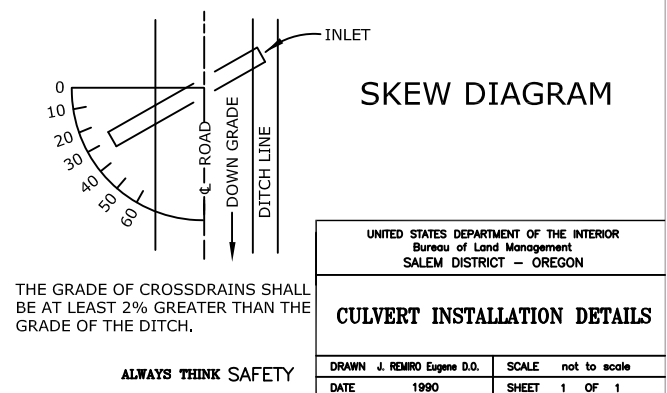 INLET
SKEW DIAGRAM
0
10
20
30
40
50
60
℄ ROAD
DOWN GRADE
DITCH LINE
THE GRADE OF CROSSDRAINS SHALL
BE AT LEAST 2% GREATER THAN THE
GRADE OF THE DITCH.
ALWAYS THINK SAFETY
UNITED STATES DEPARTMENT OF THE INTERIOR
Bureau of Land Management
SALEM DISTRICT – OREGON
CULVERT INSTALLATION DETAILS
DRAWN J. REMIRO Eugene D.O. SCALE not to scale
DATE 1990 SHEET 1 OF 1